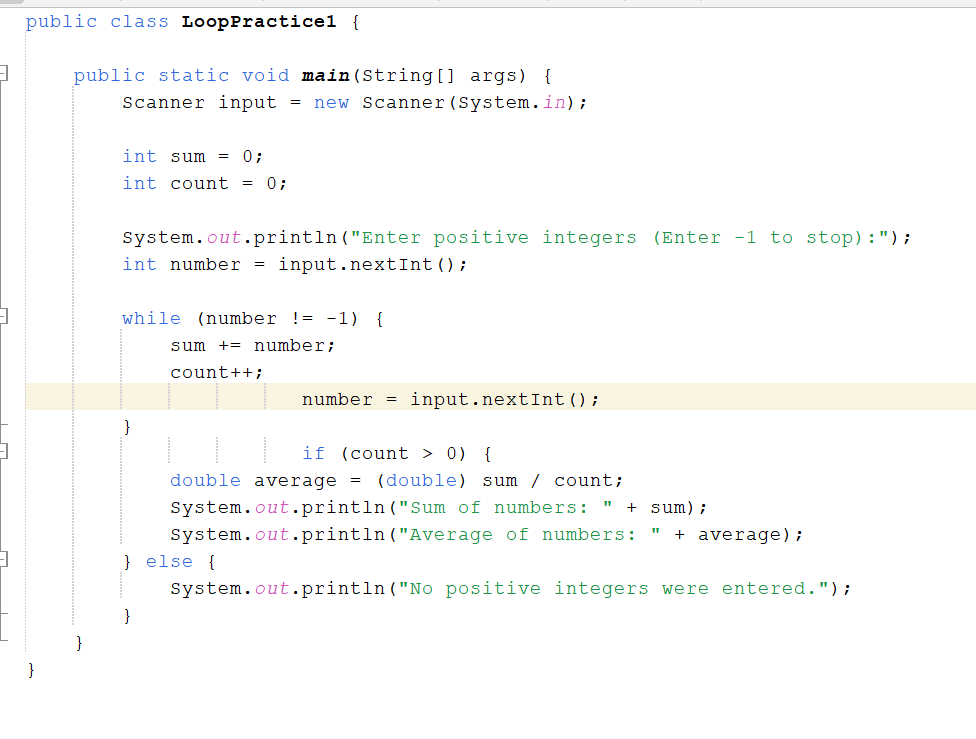 public class LoopPractice1 {
public static void main(String[] args) {
Scanner input = new Scanner(System.in);
int sum = 0;
int count = 0;
System.out.println("Enter positive integers (Enter -1 to stop):");
int number = input.nextInt();
while (number != -1) {
sum += number;
count++;
number = input.nextInt();
}
if (count > 0) {
double average = (double) sum / count;
System.out.println("Sum of numbers: " + sum);
System.out.println("Average of numbers: " + average);
} else {
System.out.println("No positive integers were entered.");
}
}
}